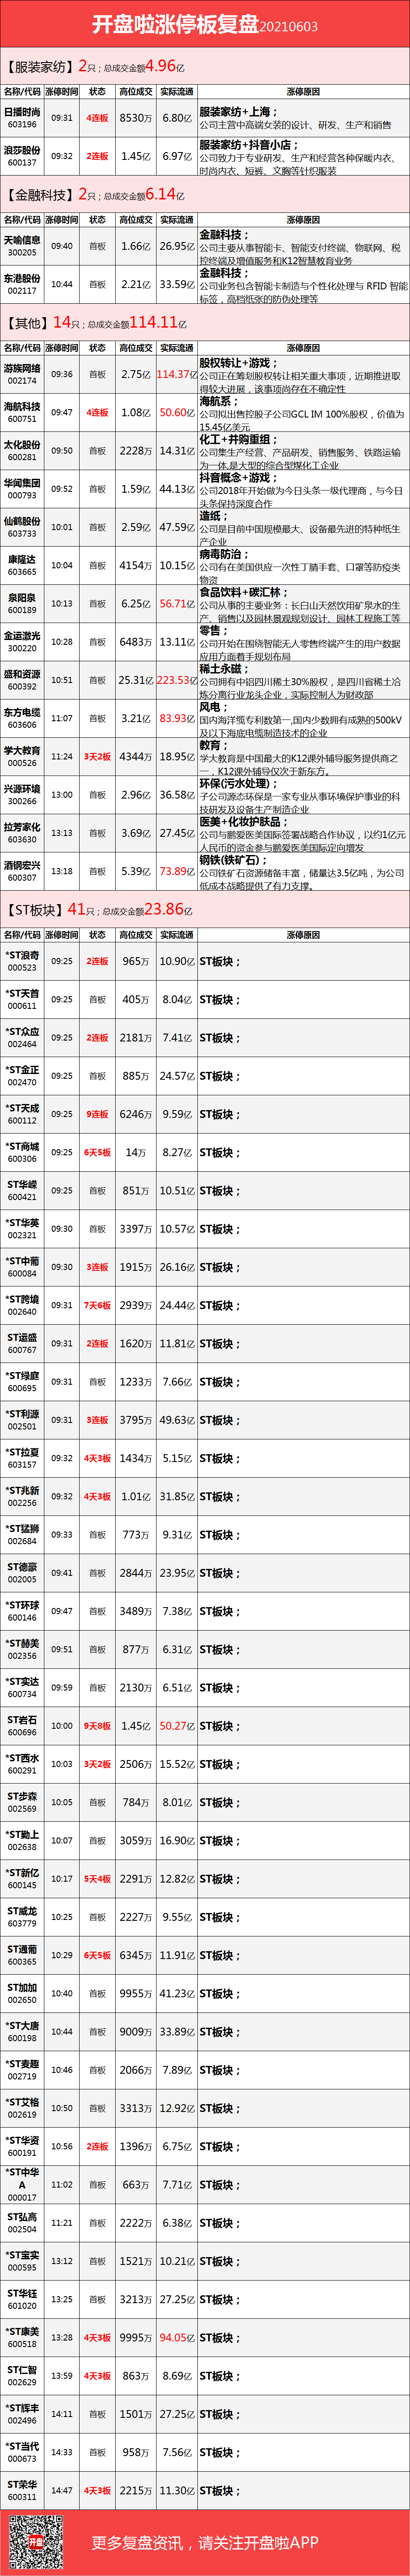 开盘啦涨停板复盘20210603
【服装家纺】2只；总成交金额4.96亿
名称/代码 涨停时间 状态 高位成交 实际流通 涨停原因
日播时尚 603196 09:31 4连板 8530万 6.80亿 服装家纺+上海；
公司主营中高端女装的设计、研发、生产和销售
浪莎股份 600137 09:32 2连板 1.45亿 6.97亿 服装家纺+抖音小店；
公司致力于专业研发、生产和经营各种保暖内衣、
时尚内衣、短裤、文胸等针织服装
【金融科技】2只；总成交金额6.14亿
名称/代码 涨停时间 状态 高位成交 实际流通 涨停原因
天喻信息 300205 09:40 首板 1.66亿 26.95亿 金融科技；
公司主要从事智能卡、智能支付终端、物联网、税
控终端及增值服务和K12智慧教育业务
东港股份 002117 10:44 首板 2.21亿 33.59亿 金融科技；
公司业务包含智能卡制造与个性化处理与 RFID 智能
标签，高档纸张的防伪处理等
【其他】14只；总成交金额114.11亿
名称/代码 涨停时间 状态 高位成交 实际流通 涨停原因
游族网络 002174 09:36 首板 2.75亿 114.37亿 股权转让+游戏；
公司正在筹划股权转让相关重大事项，近期推进取
得较大进展，该事项尚存在不确定性
海航科技 600751 09:47 4连板 1.08亿 50.60亿 海航系；
公司拟出售控股子公司GCL IM 100%股权，价值为
15.45亿美元
太化股份 600281 09:50 首板 2228万 14.31亿 化工+并购重组；
公司集生产经营、产品研发、销售服务、铁路运输
为一体,是大型的综合型煤化工企业
华闻集团 000793 09:52 首板 1.59亿 44.13亿 抖音概念+游戏；
公司2018年开始做为今日头条一级代理商，与今日
头条保持深度合作
仙鹤股份 603733 10:01 首板 2.59亿 47.59亿 造纸；
公司是目前中国规模最大、设备最先进的特种纸生
产企业
康隆达 603665 10:04 首板 4154万 10.15亿 病毒防治；
公司有在美国供应一次性丁腈手套、口罩等防疫类
物资
泉阳泉 600189 10:13 首板 6.25亿 56.71亿 食品饮料+碳汇林；
公司从事的主要业务：长白山天然饮用矿泉水的生
产、销售以及园林景观规划设计、园林工程施工等
金运激光 300220 10:28 首板 6483万 13.11亿 零售；
公司开始在围绕智能无人零售终端产生的用户数据
应用方面着手规划布局
盛和资源 600392 10:51 首板 25.31亿 223.53亿 稀土永磁；
公司拥有中铝四川稀土30%股权，是四川省稀土冶
炼分离行业龙头企业，实际控制人为财政部
东方电缆 603606 11:07 首板 3.21亿 83.93亿 风电；
国内海洋缆专利数第一,国内少数拥有成熟的500kV
及以下海底电缆制造技术的企业
学大教育 000526 11:24 3天2板 4344万 18.95亿 教育；
学大教育是中国最大的K12课外辅导服务提供商之
一，K12课外辅导仅次于新东方。
兴源环境 300266 13:00 首板 2.96亿 36.58亿 环保(污水处理)；
子公司源态环保是一家专业从事环境保护事业的科
技研发及设备生产制造企业
拉芳家化 603630 13:13 首板 3.69亿 27.45亿 医美+化妆护肤品；
公司与鹏爱医美国际签署战略合作协议，以约1亿元
人民币的资金参与鹏爱医美国际定向增发
酒钢宏兴 600307 13:18 首板 5.39亿 73.89亿 钢铁(铁矿石)；
公司铁矿石资源储备丰富，储量达3.5亿吨，为公司
低成本战略提供了有力支撑。
【ST板块】41只；总成交金额23.86亿
名称/代码 涨停时间 状态 高位成交 实际流通 涨停原因
*ST浪奇 000523 09:25 2连板 965万 10.90亿 ST板块；
*ST天首 000611 09:25 首板 405万 8.04亿 ST板块；
*ST众应 002464 09:25 2连板 2181万 7.41亿 ST板块；
*ST金正 002470 09:25 首板 885万 24.57亿 ST板块；
*ST天成 600112 09:25 9连板 6246万 9.59亿 ST板块；
*ST商城 600306 09:25 6天5板 14万 8.27亿 ST板块；
ST华嵘 600421 09:25 首板 851万 10.51亿 ST板块；
*ST华英 002321 09:30 首板 3397万 10.57亿 ST板块；
*ST中葡 600084 09:30 3连板 1915万 26.16亿 ST板块；
*ST跨境 002640 09:31 7天6板 2939万 24.44亿 ST板块；
ST运盛 600767 09:31 2连板 1620万 11.81亿 ST板块；
*ST绿庭 600695 09:31 首板 1233万 7.66亿 ST板块；
*ST利源 002501 09:31 3连板 3795万 49.63亿 ST板块；
*ST拉夏 603157 09:32 4天3板 1434万 5.15亿 ST板块；
*ST兆新 002256 09:32 4天3板 1.01亿 31.85亿 ST板块；
*ST猛狮 002684 09:33 首板 773万 9.31亿 ST板块；
ST德豪 002005 09:41 首板 2844万 23.95亿 ST板块；
*ST环球 600146 09:47 首板 3489万 7.38亿 ST板块；
*ST赫美 002356 09:51 首板 877万 6.31亿 ST板块；
*ST实达 600734 09:59 首板 2130万 6.51亿 ST板块；
ST岩石 600696 10:00 9天8板 1.45亿 50.27亿 ST板块；
*ST西水 600291 10:03 3天2板 2506万 15.52亿 ST板块；
ST步森 002569 10:05 首板 784万 8.01亿 ST板块；
*ST勤上 002638 10:07 首板 3059万 16.90亿 ST板块；
*ST新亿 600145 10:17 5天4板 2291万 12.82亿 ST板块；
ST威龙 603779 10:25 首板 2227万 9.55亿 ST板块；
ST通葡 600365 10:29 6天5板 6345万 11.91亿 ST板块；
ST加加 002650 10:40 首板 9955万 41.23亿 ST板块；
*ST大唐 600198 10:44 首板 9009万 33.89亿 ST板块；
*ST麦趣 002719 10:46 首板 2066万 7.89亿 ST板块；
*ST艾格 002619 10:50 首板 3313万 12.92亿 ST板块；
*ST华资 600191 10:56 2连板 1396万 6.75亿 ST板块；
*ST中华A 000017 11:02 首板 663万 7.71亿 ST板块；
ST弘高 002504 11:21 首板 2222万 6.38亿 ST板块；
*ST宝实 000595 13:12 首板 1521万 10.21亿 ST板块；
ST华钰 601020 13:25 首板 3213万 27.25亿 ST板块；
*ST康美 600518 13:28 4天3板 9995万 94.05亿 ST板块；
ST仁智 002629 13:59 4天3板 863万 8.69亿 ST板块；
*ST辉丰 002496 14:11 首板 1501万 27.25亿 ST板块；
*ST当代 000673 14:33 首板 958万 7.56亿 ST板块；
ST荣华 600311 14:47 4天3板 2215万 11.30亿 ST板块；
开盘
更多复盘资讯，请关注开盘啦APP